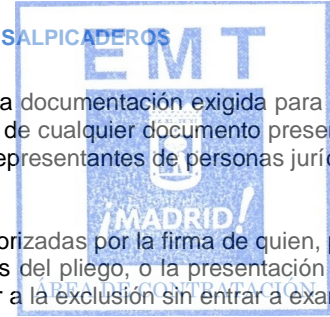 SALPICADEROS
EMT
a documentación exigida para
de cualquier documento prese
epresentantes de personas juríd
¡MADRID!
orizadas por la firma de quien, p
s del pliego, o la presentación
r a la exclusión sin entrar a exa
ÁREA DE CONTRATACIÓN